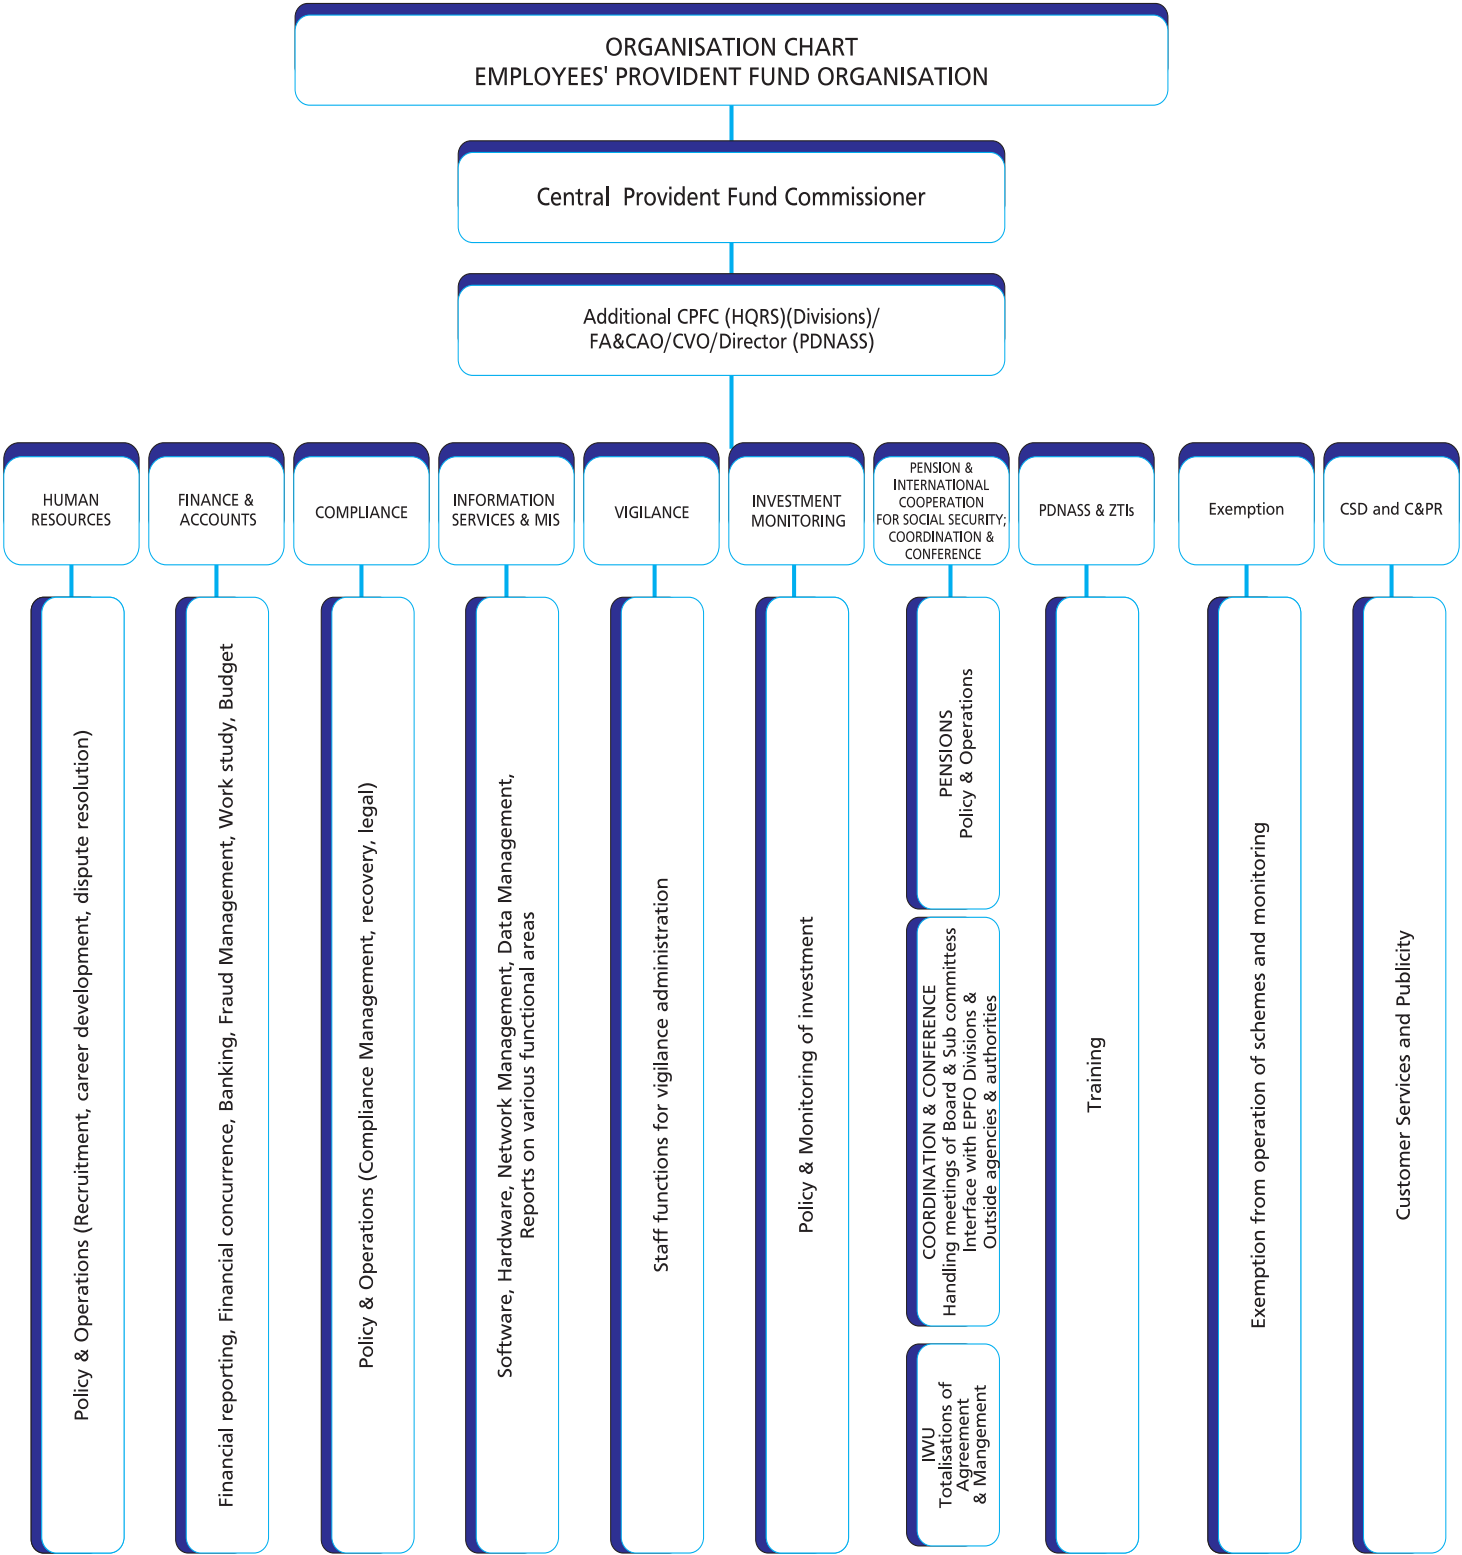 ORGANISATION CHART
EMPLOYEES' PROVIDENT FUND ORGANISATION
Central Provident Fund Commissioner
Additional CPFC (HQRS)(Divisions)/
FA&CAO/CVO/Director (PDNASS)
HUMAN
RESOURCES
FINANCE &
ACCOUNTS
COMPLIANCE
INFORMATION
SERVICES & MIS
VIGILANCE
INVESTMENT
MONITORING
PENSION &
INTERNATIONAL
COOPERATION
FOR SOCIAL SECURITY;
COORDINATION &
CONFERENCE
PDNASS & ZTIs
Exemption
CSD and C&PR
Policy & Operations (Recruitment, career development, dispute resolution)
Financial reporting, Financial concurrence, Banking, Fraud Management, Work study, Budget
Policy & Operations (Compliance Management, recovery, legal)
Software, Hardware, Network Management, Data Management,
Reports on various functional areas
Staff functions for vigilance administration
Policy & Monitoring of investment
PENSIONS
Policy & Operations
COORDINATION & CONFERENCE
Handling meetings of Board & Sub committess
Interface with EPFO Divisions &
Outside agencies & authorities
IWU
Totalisations of
Agreement
& Mangement
Training
Exemption from operation of schemes and monitoring
Customer Services and Publicity